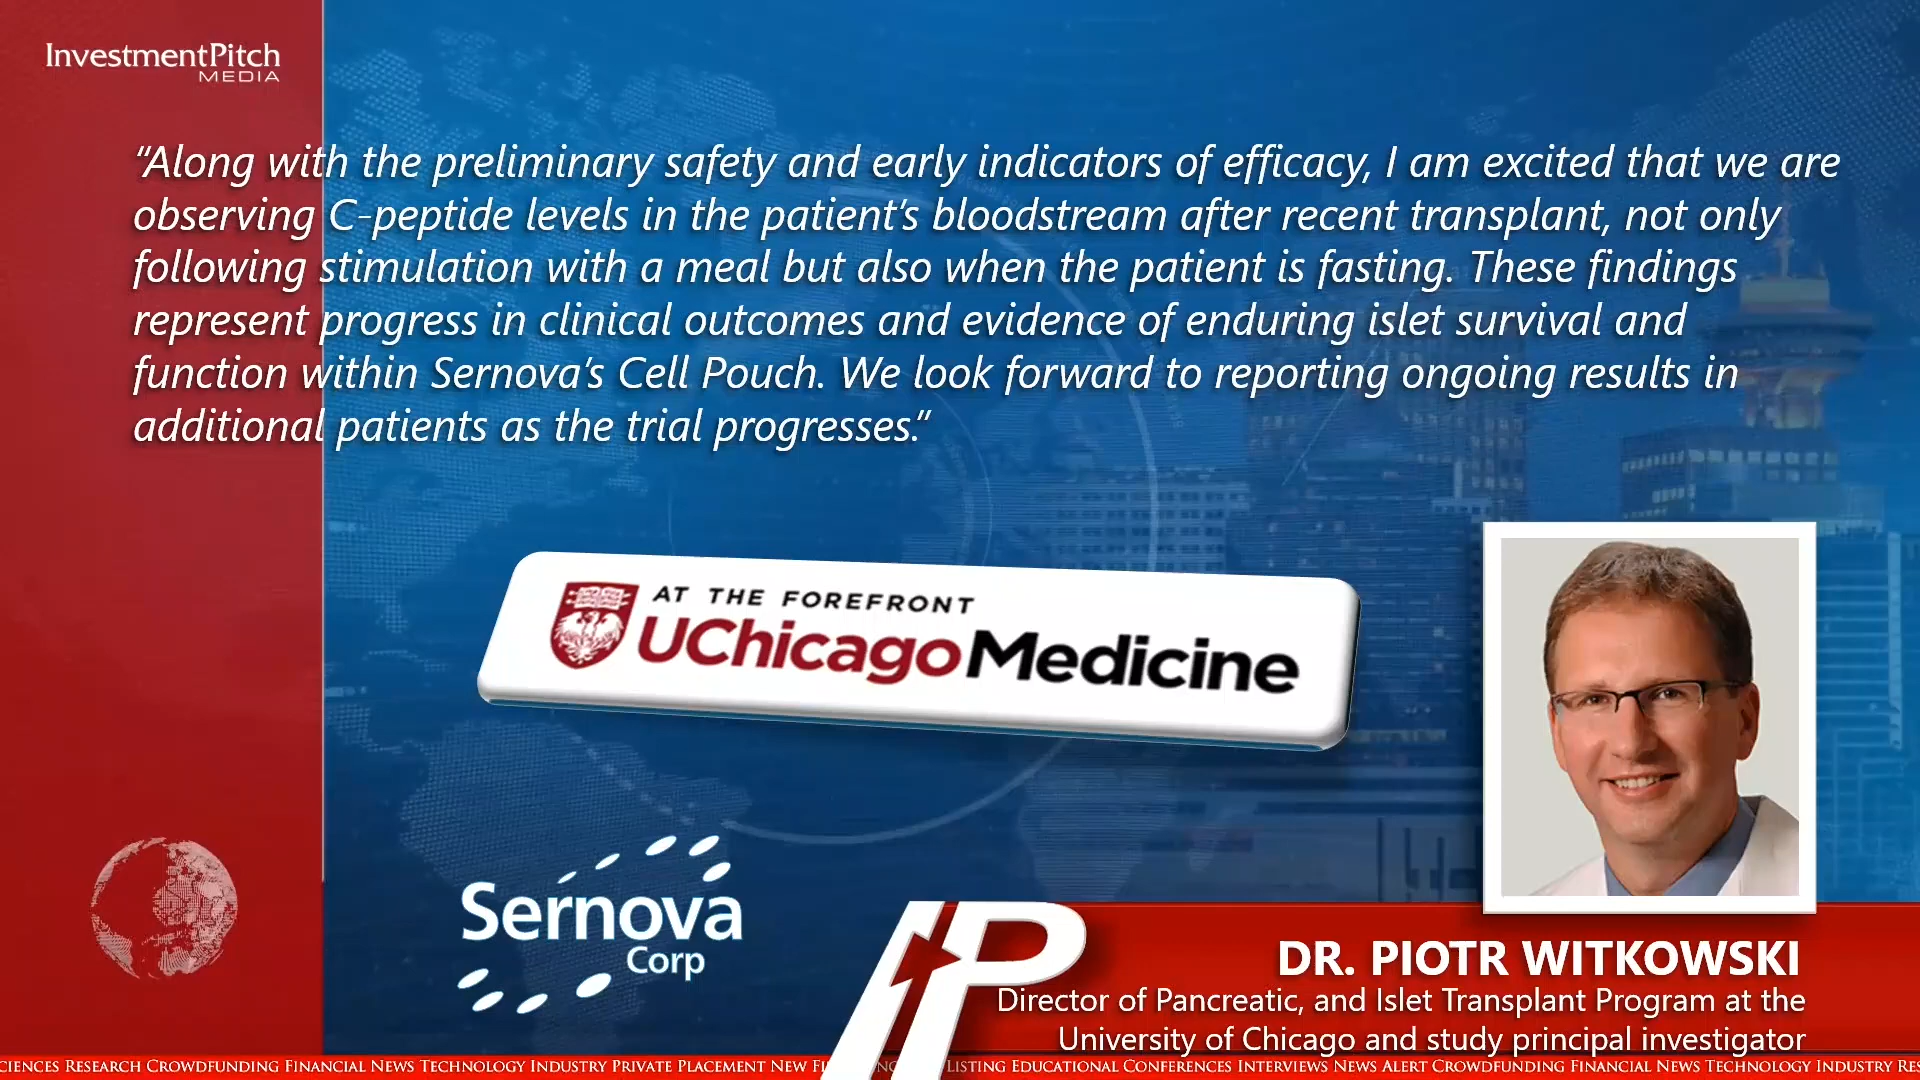 InvestmentPitch
MEDIA
“Along with the preliminary safety and early indicators of efficacy, I am excited that we are
observing C-peptide levels in the patient’s bloodstream after recent transplant, not only
following stimulation with a meal but also when the patient is fasting. These findings
represent progress in clinical outcomes and evidence of enduring islet survival and
function within Sernova’s Cell Pouch. We look forward to reporting ongoing results in
additional patients as the trial progresses.”
AT THE FOREFRONT
UChicagoMedicine
Sernova
Corp
IP
DR. PIOTR WITKOWSKI
Director of Pancreatic, and Islet Transplant Program at the
University of Chicago and study principal investigator
RESEARCH CROWDFUNDING FINANCIAL NEWS TECHNOLOGY INDUSTRY PRIVATE PLACEMENT NEW LISTING EDUCATIONAL CONFERENCES INTERVIEWS NEWS ALERT CROWDFUNDING FINANCIAL NEWS TECHNOLOGY INDUSTRY